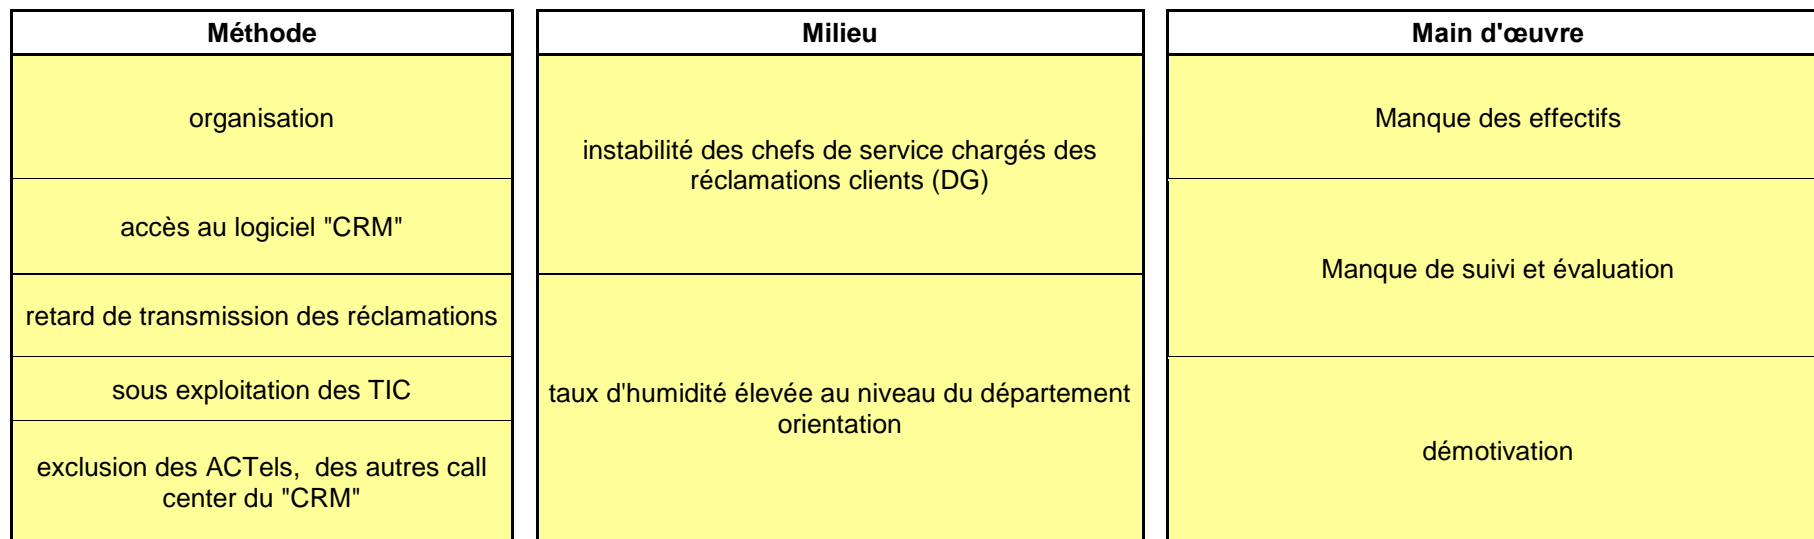 Méthode
organisation
accès au logiciel "CRM"
retard de transmission des réclamations
sous exploitation des TIC
exclusion des ACTels,  des autres call
center du "CRM"
Milieu
instabilité des chefs de service chargés des
réclamations clients (DG)
taux d'humidité élevée au niveau du département
orientation
Main d'œuvre
Manque des effectifs
Manque de suivi et évaluation
démotivation